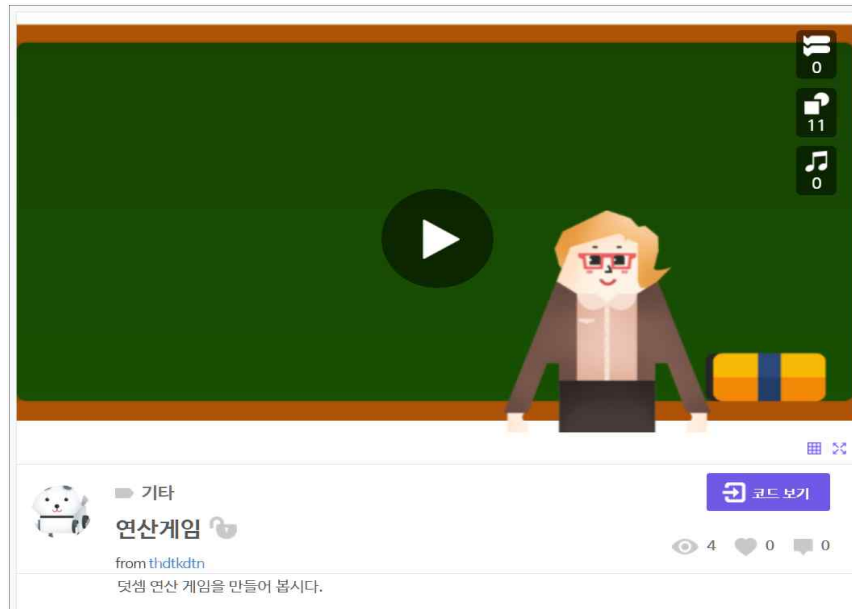 0
11
0
기타
코드 보기
연산게임
4 0 0
from thdtkdtn
덧셈 연산 게임을 만들어 봅시다.